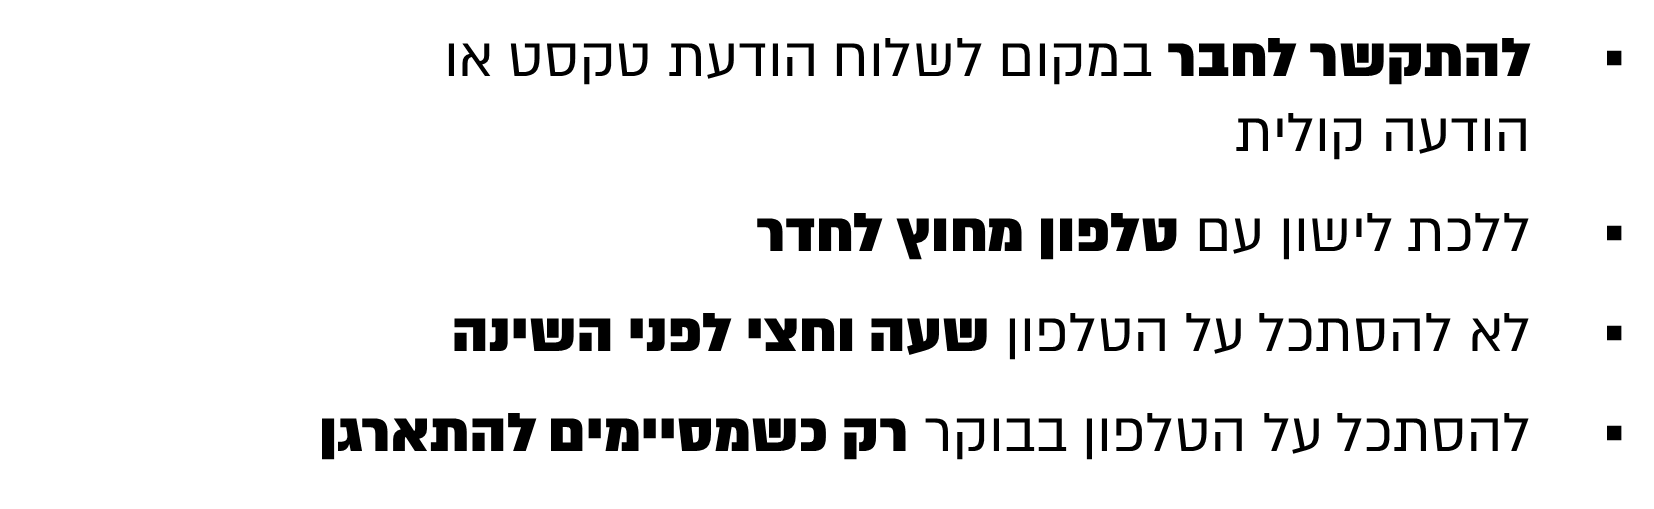 ▪ להתקשר לחבר במקום לשלוח הודעת טקסט או
הודעה קולית
▪ ללכת לישון עם טלפון מחוץ לחדר
▪ לא להסתכל על הטלפון שעה וחצי לפני השינה
▪ להסתכל על הטלפון בבוקר רק כשמסיימים להתארגן